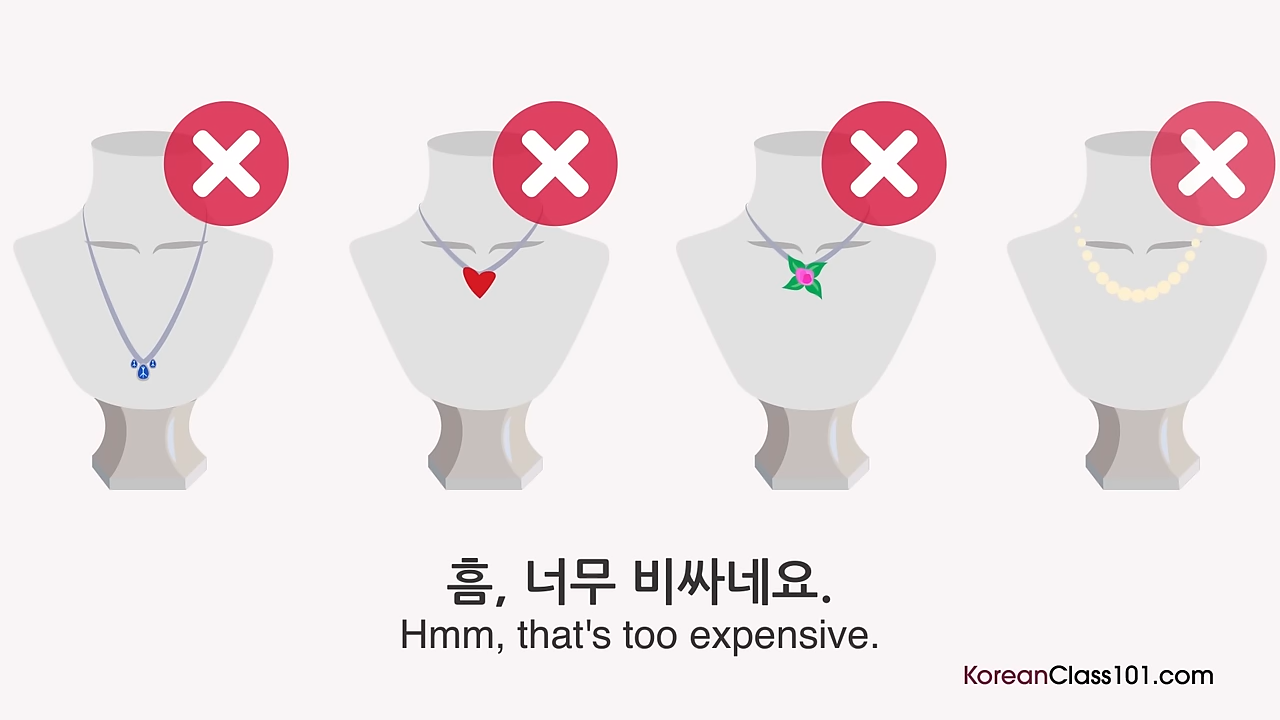 흠, 너무 비싸네요.
Hmm, that's too expensive.
KoreanClass101.com